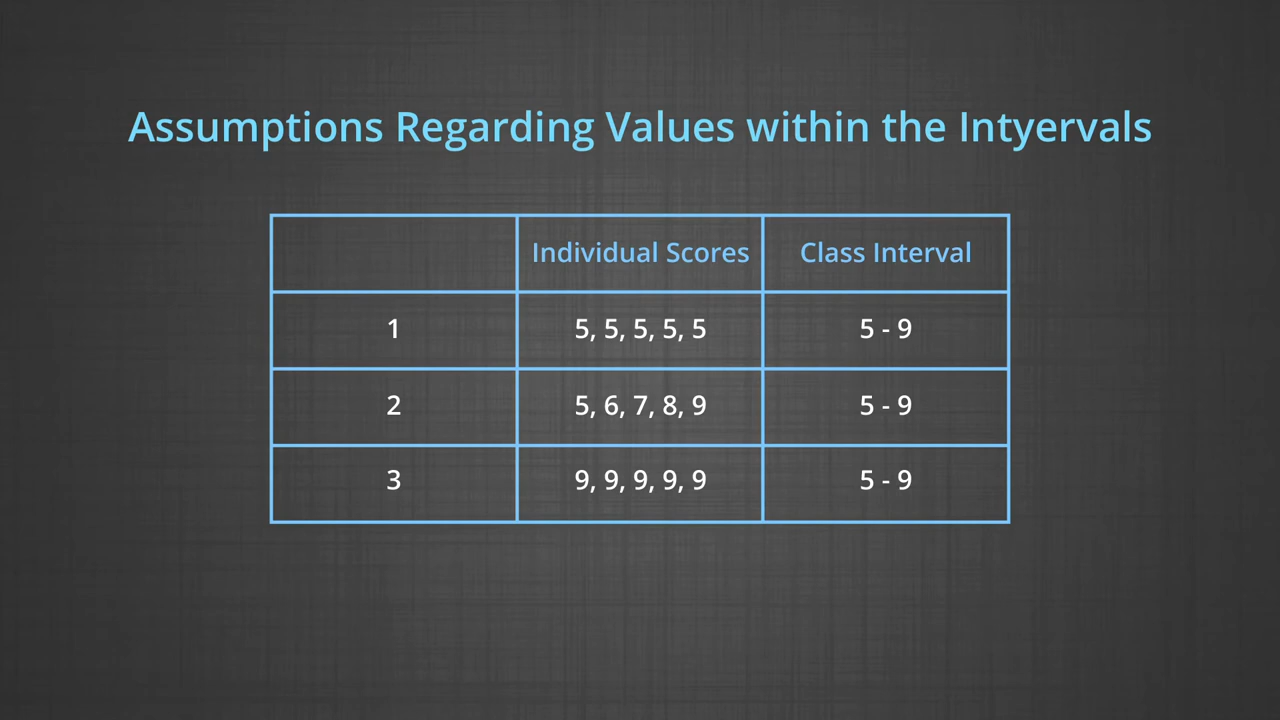 Assumptions Regarding Values within the Intyervals
Individual Scores Class Interval
1 5, 5, 5, 5, 5 5 - 9
2 5, 6, 7, 8, 9 5 - 9
3 9, 9, 9, 9, 9 5 - 9